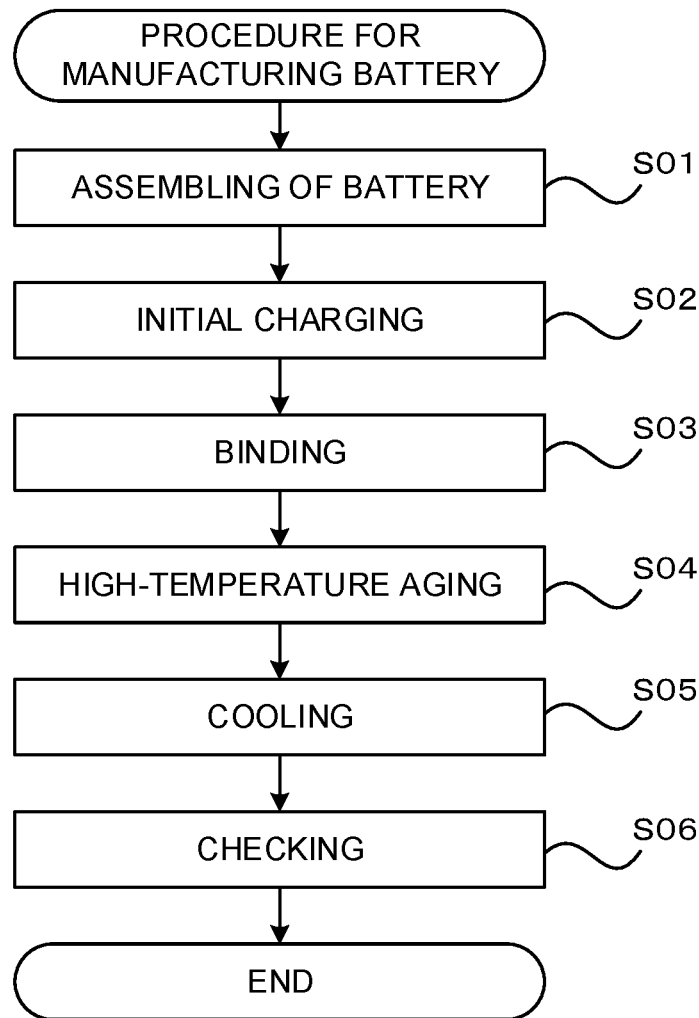 PROCEDURE FOR
MANUFACTURING BATTERY
ASSEMBLING OF BATTERY
S01
INITIAL CHARGING
S02
BINDING
S03
HIGH-TEMPERATURE AGING
S04
COOLING
S05
CHECKING
S06
END